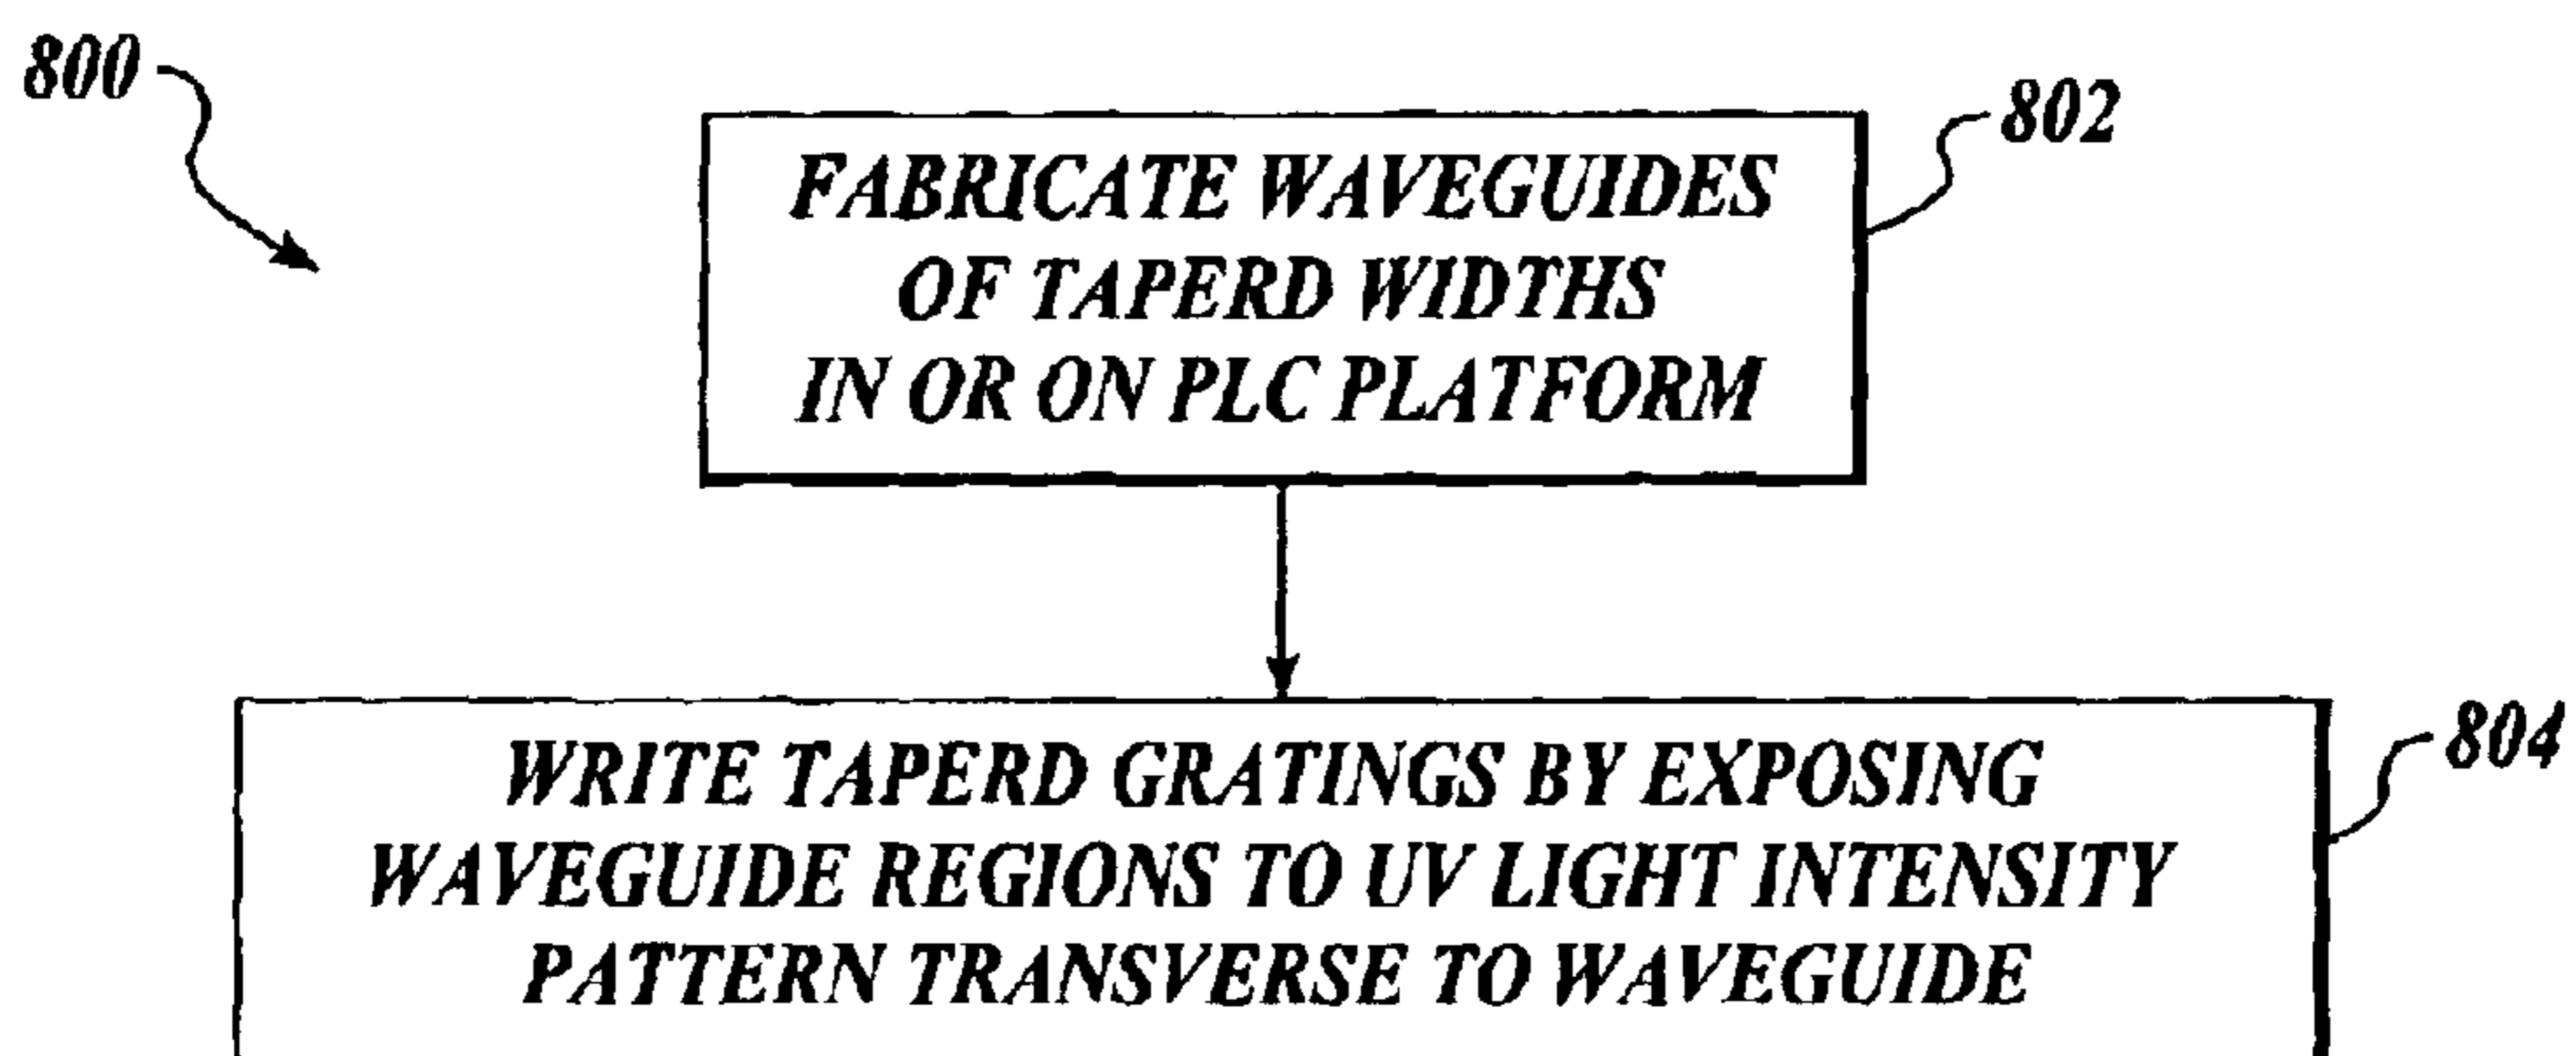 800
802
FABRICATE WAVEGUIDES
OF TAPERD WIDTHS
IN OR ON PLC PLATFORM
804
WRITE TAPERD GRATINGS BY EXPOSING
WAVEGUIDE REGIONS TO UV LIGHT INTENSITY
PATTERN TRANSVERSE TO WAVEGUIDE